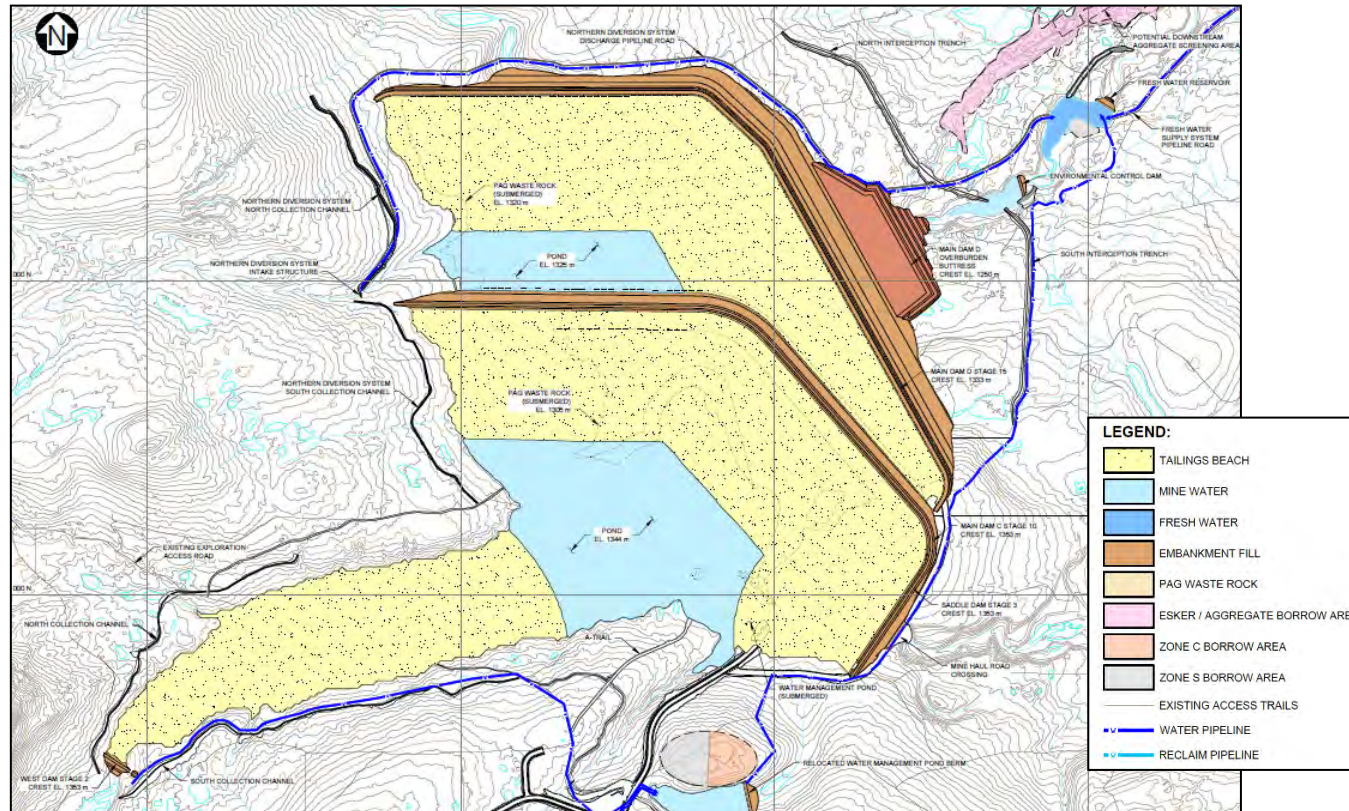 N
NORTHERN DIVERSION SYSTEM
DISCHARGE PIPELINE ROAD
NORTH INTERCEPTION TRENCH
POTENTIAL DOWNSTREAM
AGGREGATE SCREENING AREA
FRESH WATER RESERVOIR
FRESH WATER
SUPPLY SYSTEM
PIPELINE ROAD
ENVIRONMENTAL CONTROL DAM
PAG WASTE ROCK
(SUBMERGED)
EL. 1320 m
NORTHERN DIVERSION SYSTEM
NORTH COLLECTION CHANNEL
NORTHERN DIVERSION SYSTEM
INTAKE STRUCTURE
POND
EL. 1325 m
MAIN DAM D
OVERBURDEN
BUTTRESS
CREST EL. 1250 m
SOUTH INTERCEPTION TRENCH
000 N
MAIN DAM D STAGE 15
CREST EL. 1333 m
NORTHERN DIVERSION SYSTEM
SOUTH COLLECTION CHANNEL
PAG WASTE ROCK
(SUBMERGED)
EL. 1306 m
POND
EL. 1344 m
MAIN DAM C STAGE 10
CREST EL. 1353 m
EXISTING EXPLORATION
ACCESS ROAD
000 N
SADDLE DAM STAGE 3
CREST EL. 1353 m
NORTH COLLECTION CHANNEL
A-TRAIL
MINE HAUL ROAD
CROSSING
WATER MANAGEMENT POND
(SUBMERGED)
WEST DAM STAGE 2
CREST EL. 1353 m
SOUTH COLLECTION CHANNEL
RELOCATED WATER MANAGEMENT POND BERM
LEGEND:
TAILINGS BEACH
MINE WATER
FRESH WATER
EMBANKMENT FILL
PAG WASTE ROCK
ESKER / AGGREGATE BORROW ARE
ZONE C BORROW AREA
ZONE S BORROW AREA
EXISTING ACCESS TRAILS
WATER PIPELINE
RECLAIM PIPELINE